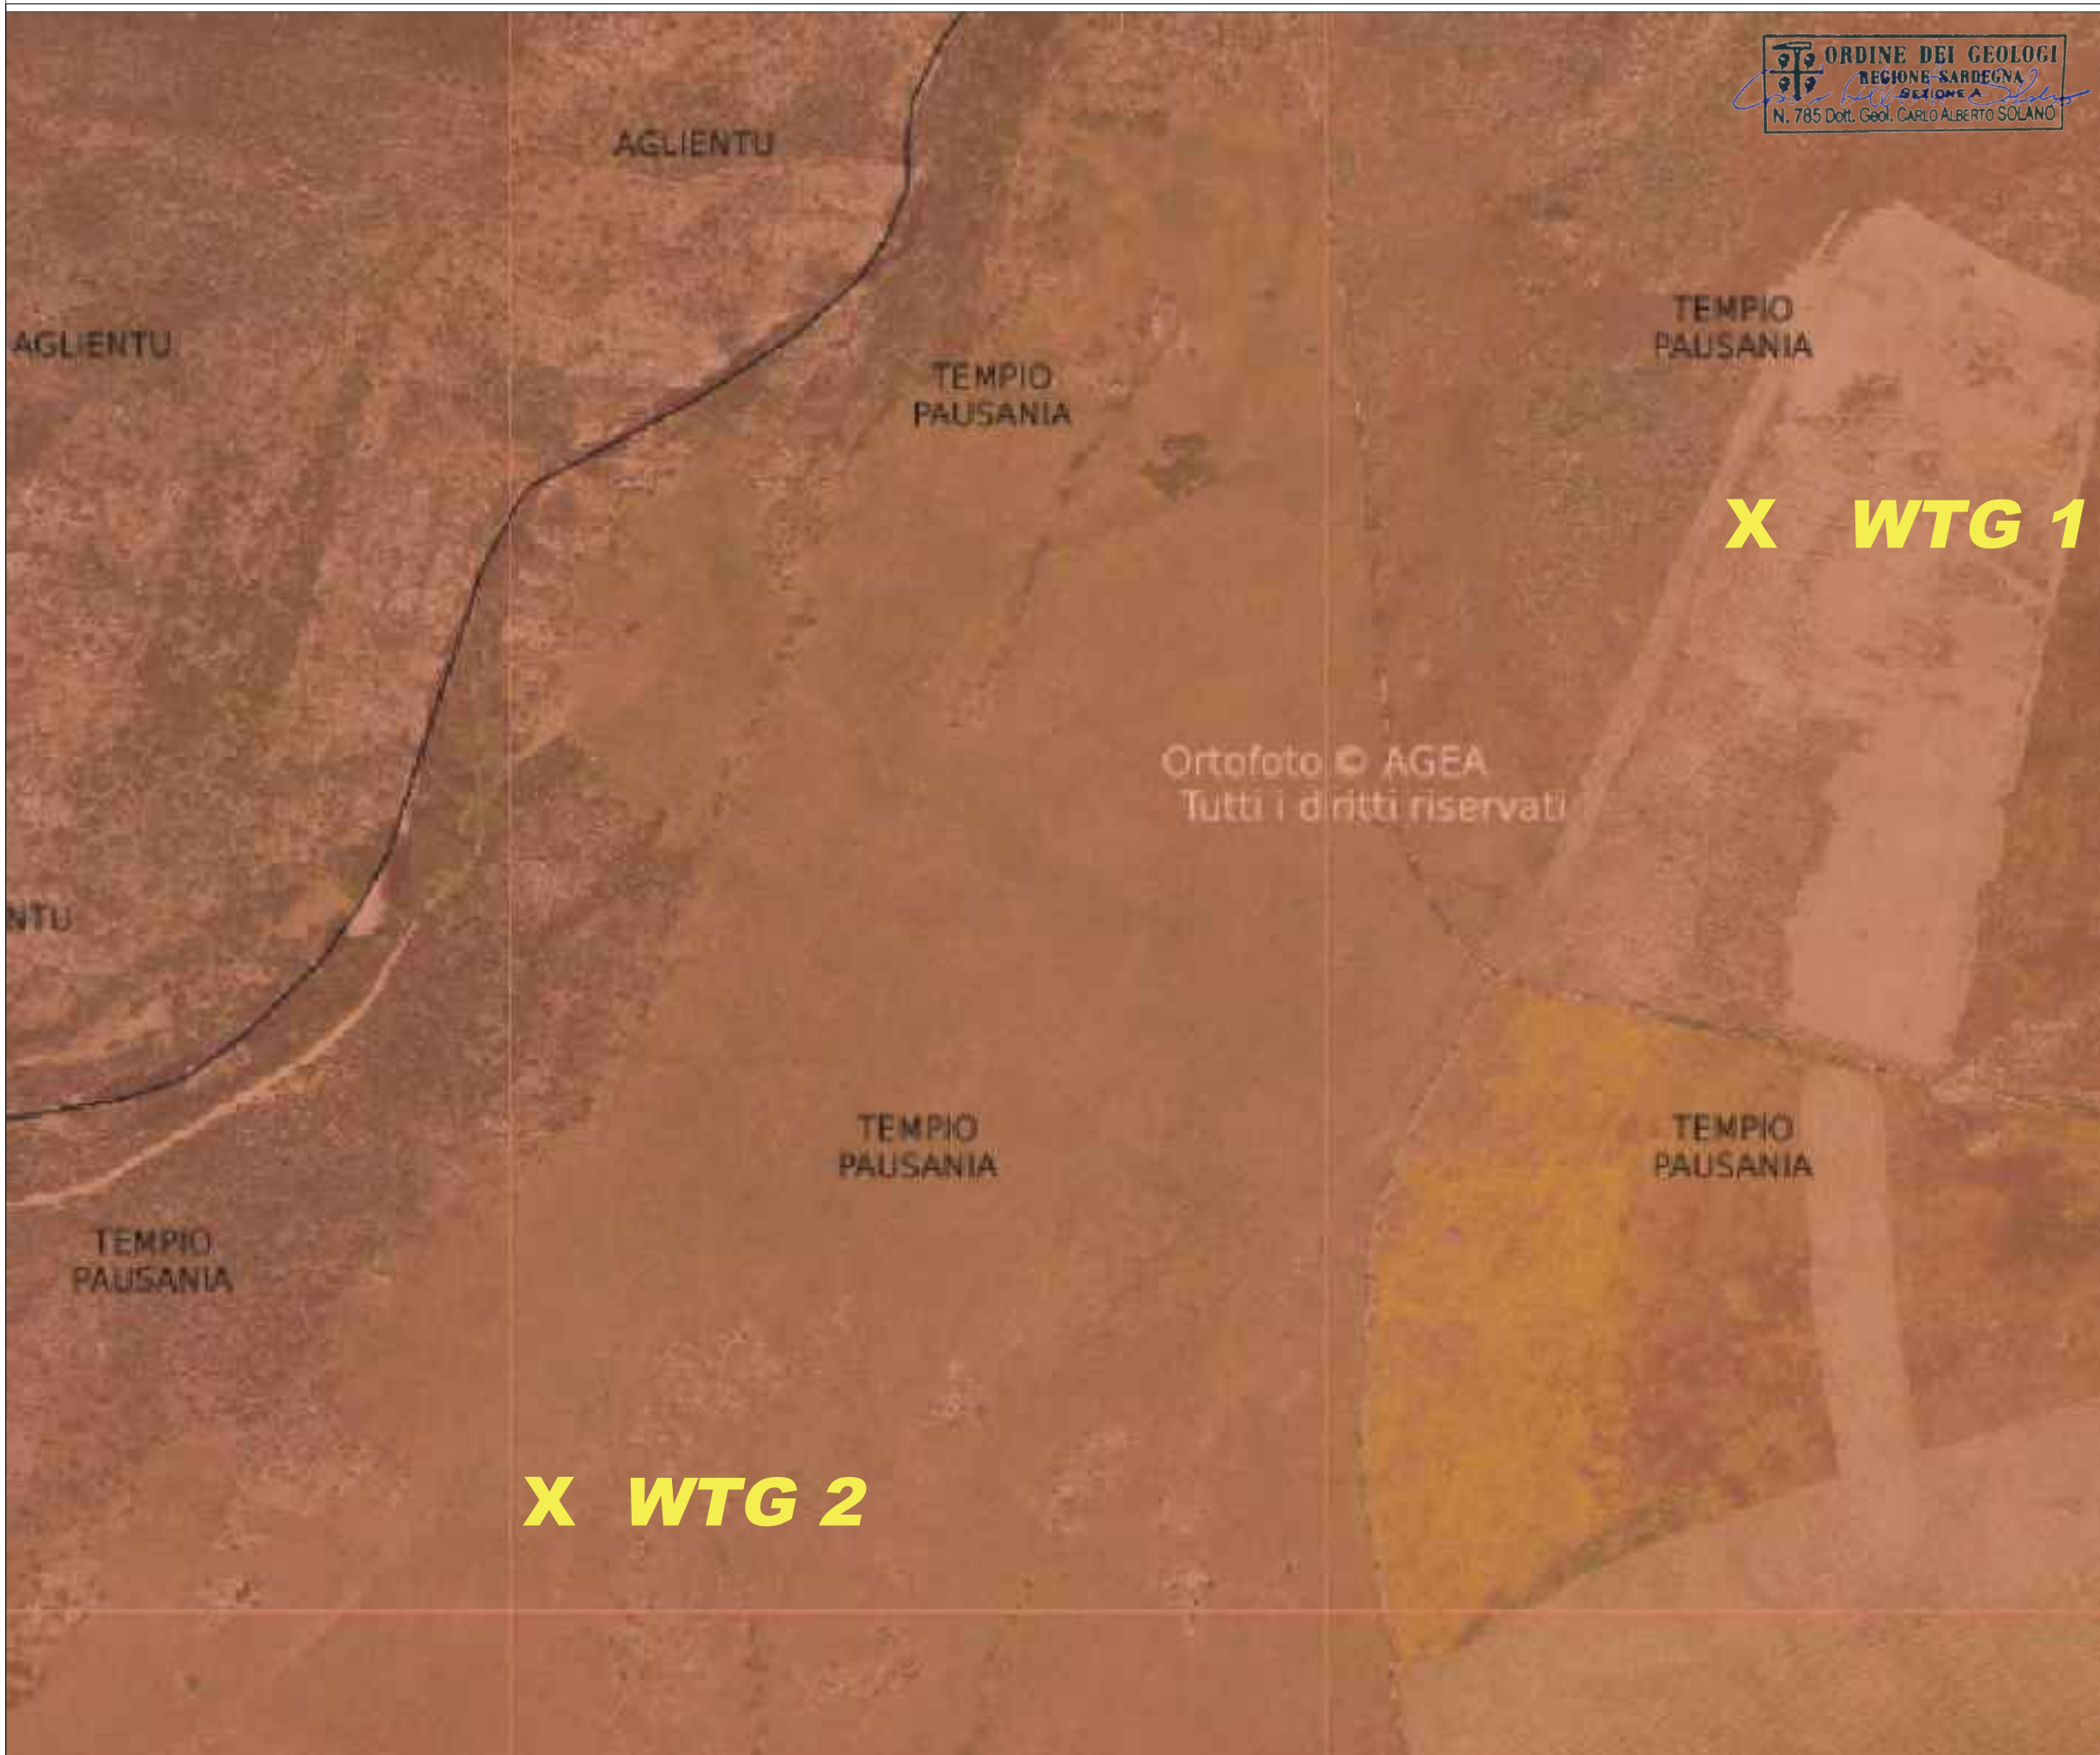 ORDINE DEI GEOLOGI
REGIONE SARDEGNA
SEZIONE A
N. 785 Dott. Geol. CARLO ALBERTO SOLANO
AGLIENTU
AGLIENTU
TEMPIO
PAUSANIA
TEMPIO
PAUSANIA
X WTG 1
Ortofoto © AGEA
Tutti i diritti riservati
NTU
TEMPIO
PAUSANIA
TEMPIO
PAUSANIA
TEMPIO
PAUSANIA
X WTG 2